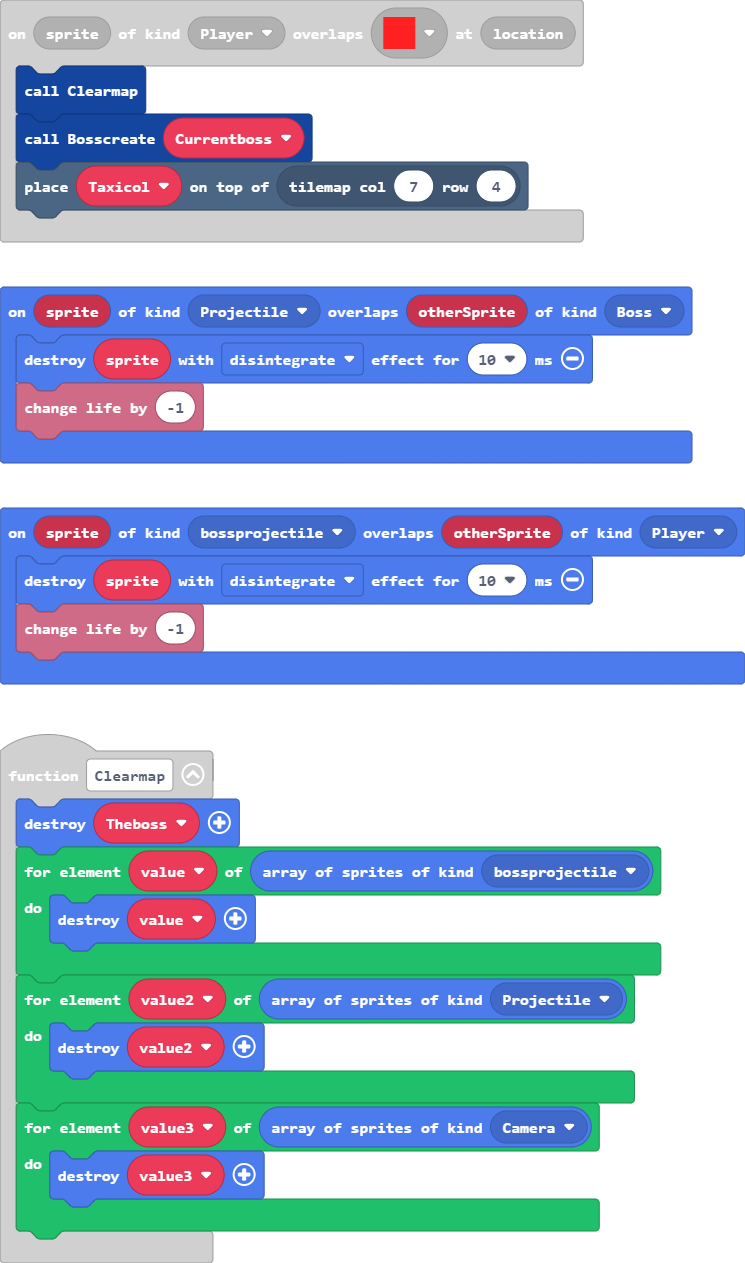 on sprite of kind Player overlaps at location
call Clearmap
call Bosscreate Currentboss
place Taxicol on top of tilemap col 7 row 4
on sprite of kind Projectile overlaps otherSprite of kind Boss
destroy sprite with disintegrate effect for 10 ms
change life by -1
on sprite of kind bossprojectile overlaps otherSprite of kind Player
destroy sprite with disintegrate effect for 10 ms
change life by -1
function Clearmap
destroy Theboss
for element value of array of sprites of kind bossprojectile
do
destroy value
for element value2 of array of sprites of kind Projectile
do
destroy value2
for element value3 of array of sprites of kind Camera
do
destroy value3